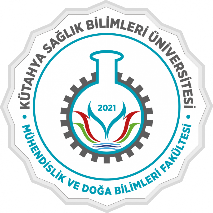 KÜTAHYA SAĞLIK BİLİMLERİ ÜNİVERSİTESİ
2021
• MÜHENDİSLİK VE DOĞA BİLİMLERİ FAKÜLTESİ •